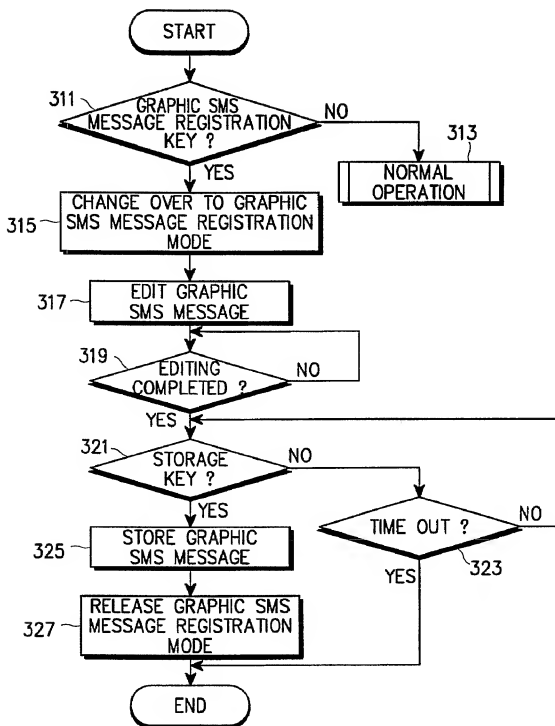 START
311
GRAPHIC SMS
MESSAGE REGISTRATION
KEY ?
NO
YES
313
NORMAL
OPERATION
315
CHANGE OVER TO GRAPHIC
SMS MESSAGE REGISTRATION
MODE
317
EDIT GRAPHIC
SMS MESSAGE
319
EDITING
COMPLETED ?
NO
YES
321
STORAGE
KEY ?
NO
YES
TIME OUT ?
NO
323
YES
325
STORE GRAPHIC
SMS MESSAGE
327
RELEASE GRAPHIC SMS
MESSAGE REGISTRATION
MODE
END